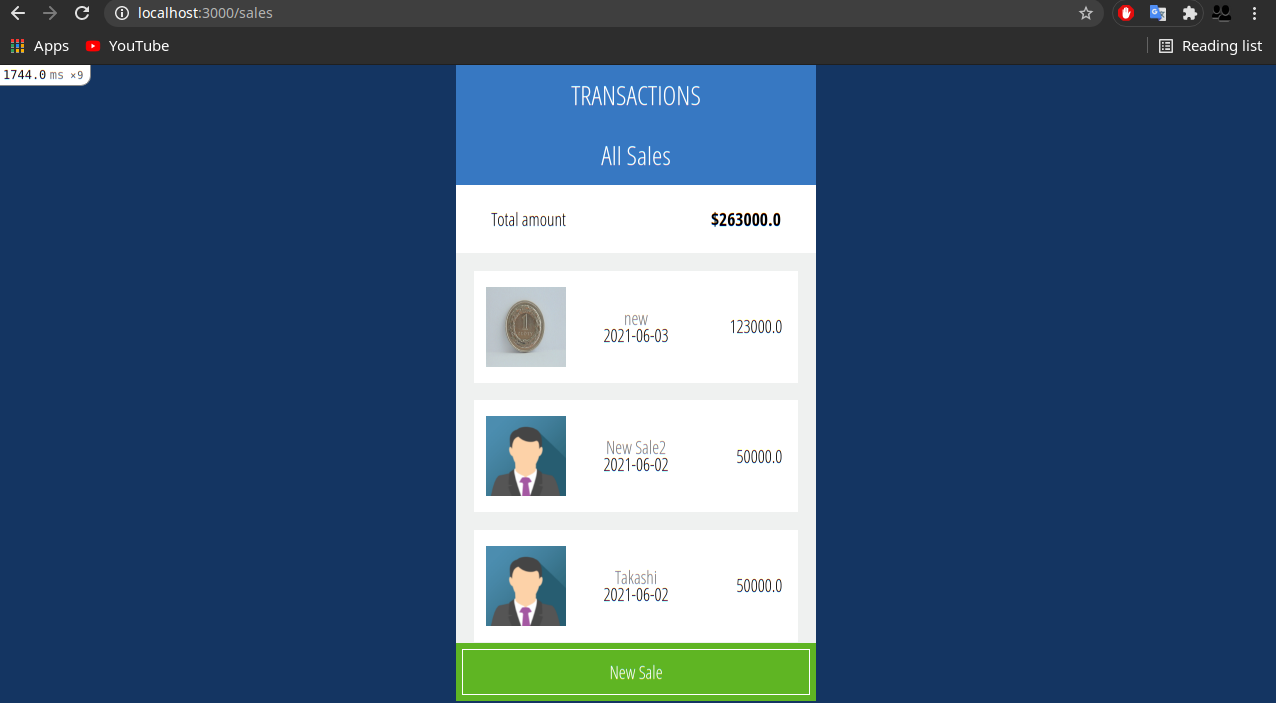 localhost:3000/sales
Apps
YouTube
Reading list
1744.0 ms ×9
TRANSACTIONS
All Sales
Total amount
$263000.0
new
2021-06-03
123000.0
New Sale2
2021-06-02
50000.0
Takashi
2021-06-02
50000.0
New Sale